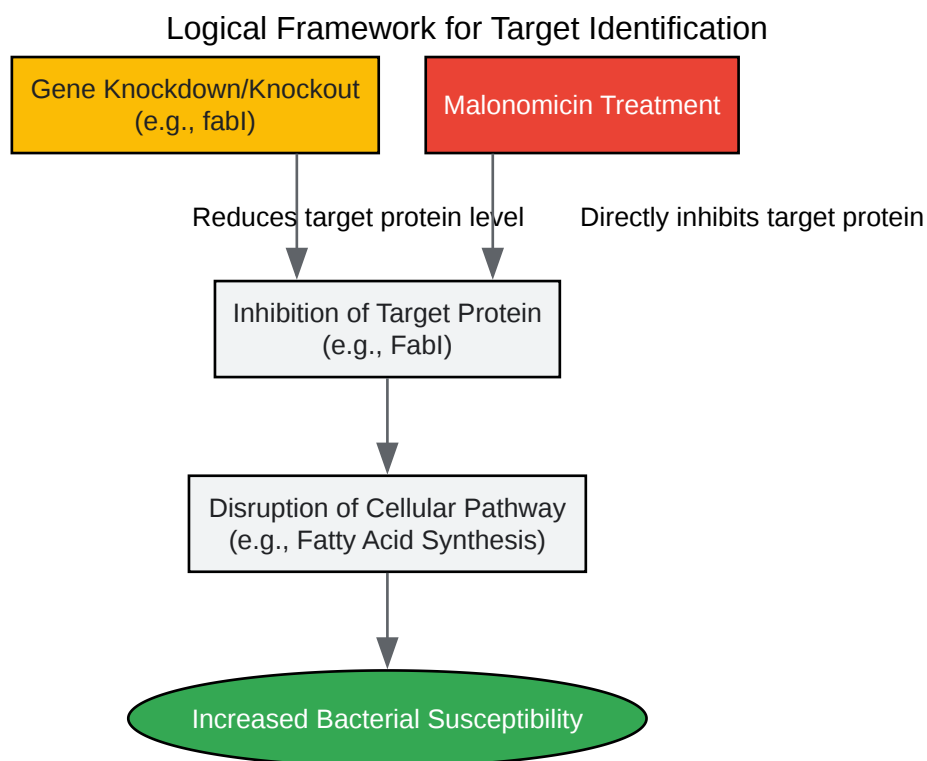 Logical Framework for Target Identification
Gene Knockdown/Knockout
(e.g., fabI)
Malonomicin Treatment
Reduces target protein level
Directly inhibits target protein
Inhibition of Target Protein
(e.g., FabI)
Disruption of Cellular Pathway
(e.g., Fatty Acid Synthesis)
Increased Bacterial Susceptibility